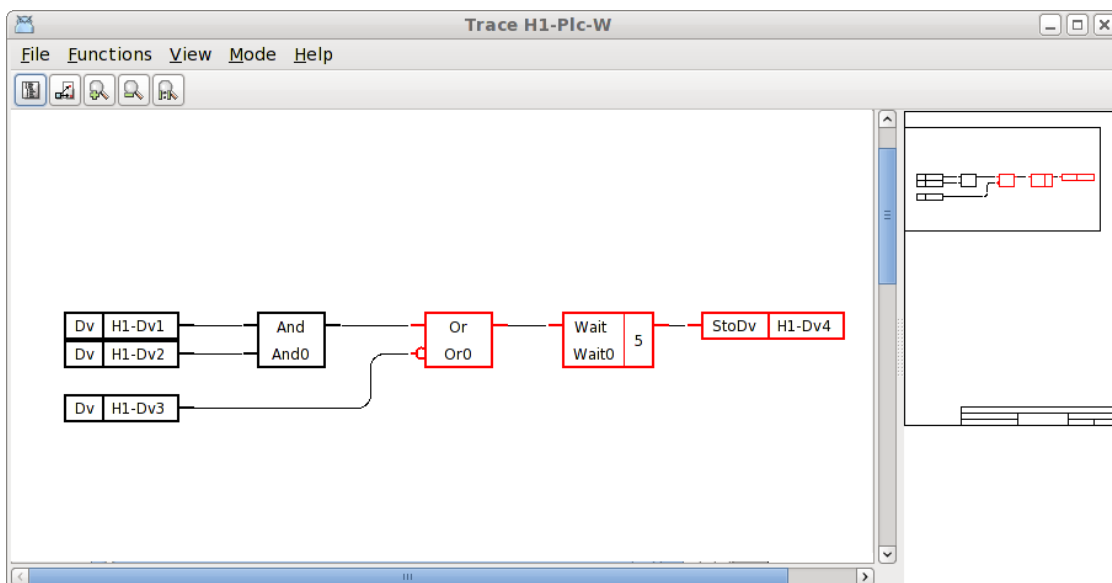 Trace H1-Plc-W
File Functions View Mode Help
Dv H1-Dv1
Dv H1-Dv2
Dv H1-Dv3
And
And0
Or
Or0
Wait
Wait0
5
StoDv H1-Dv4